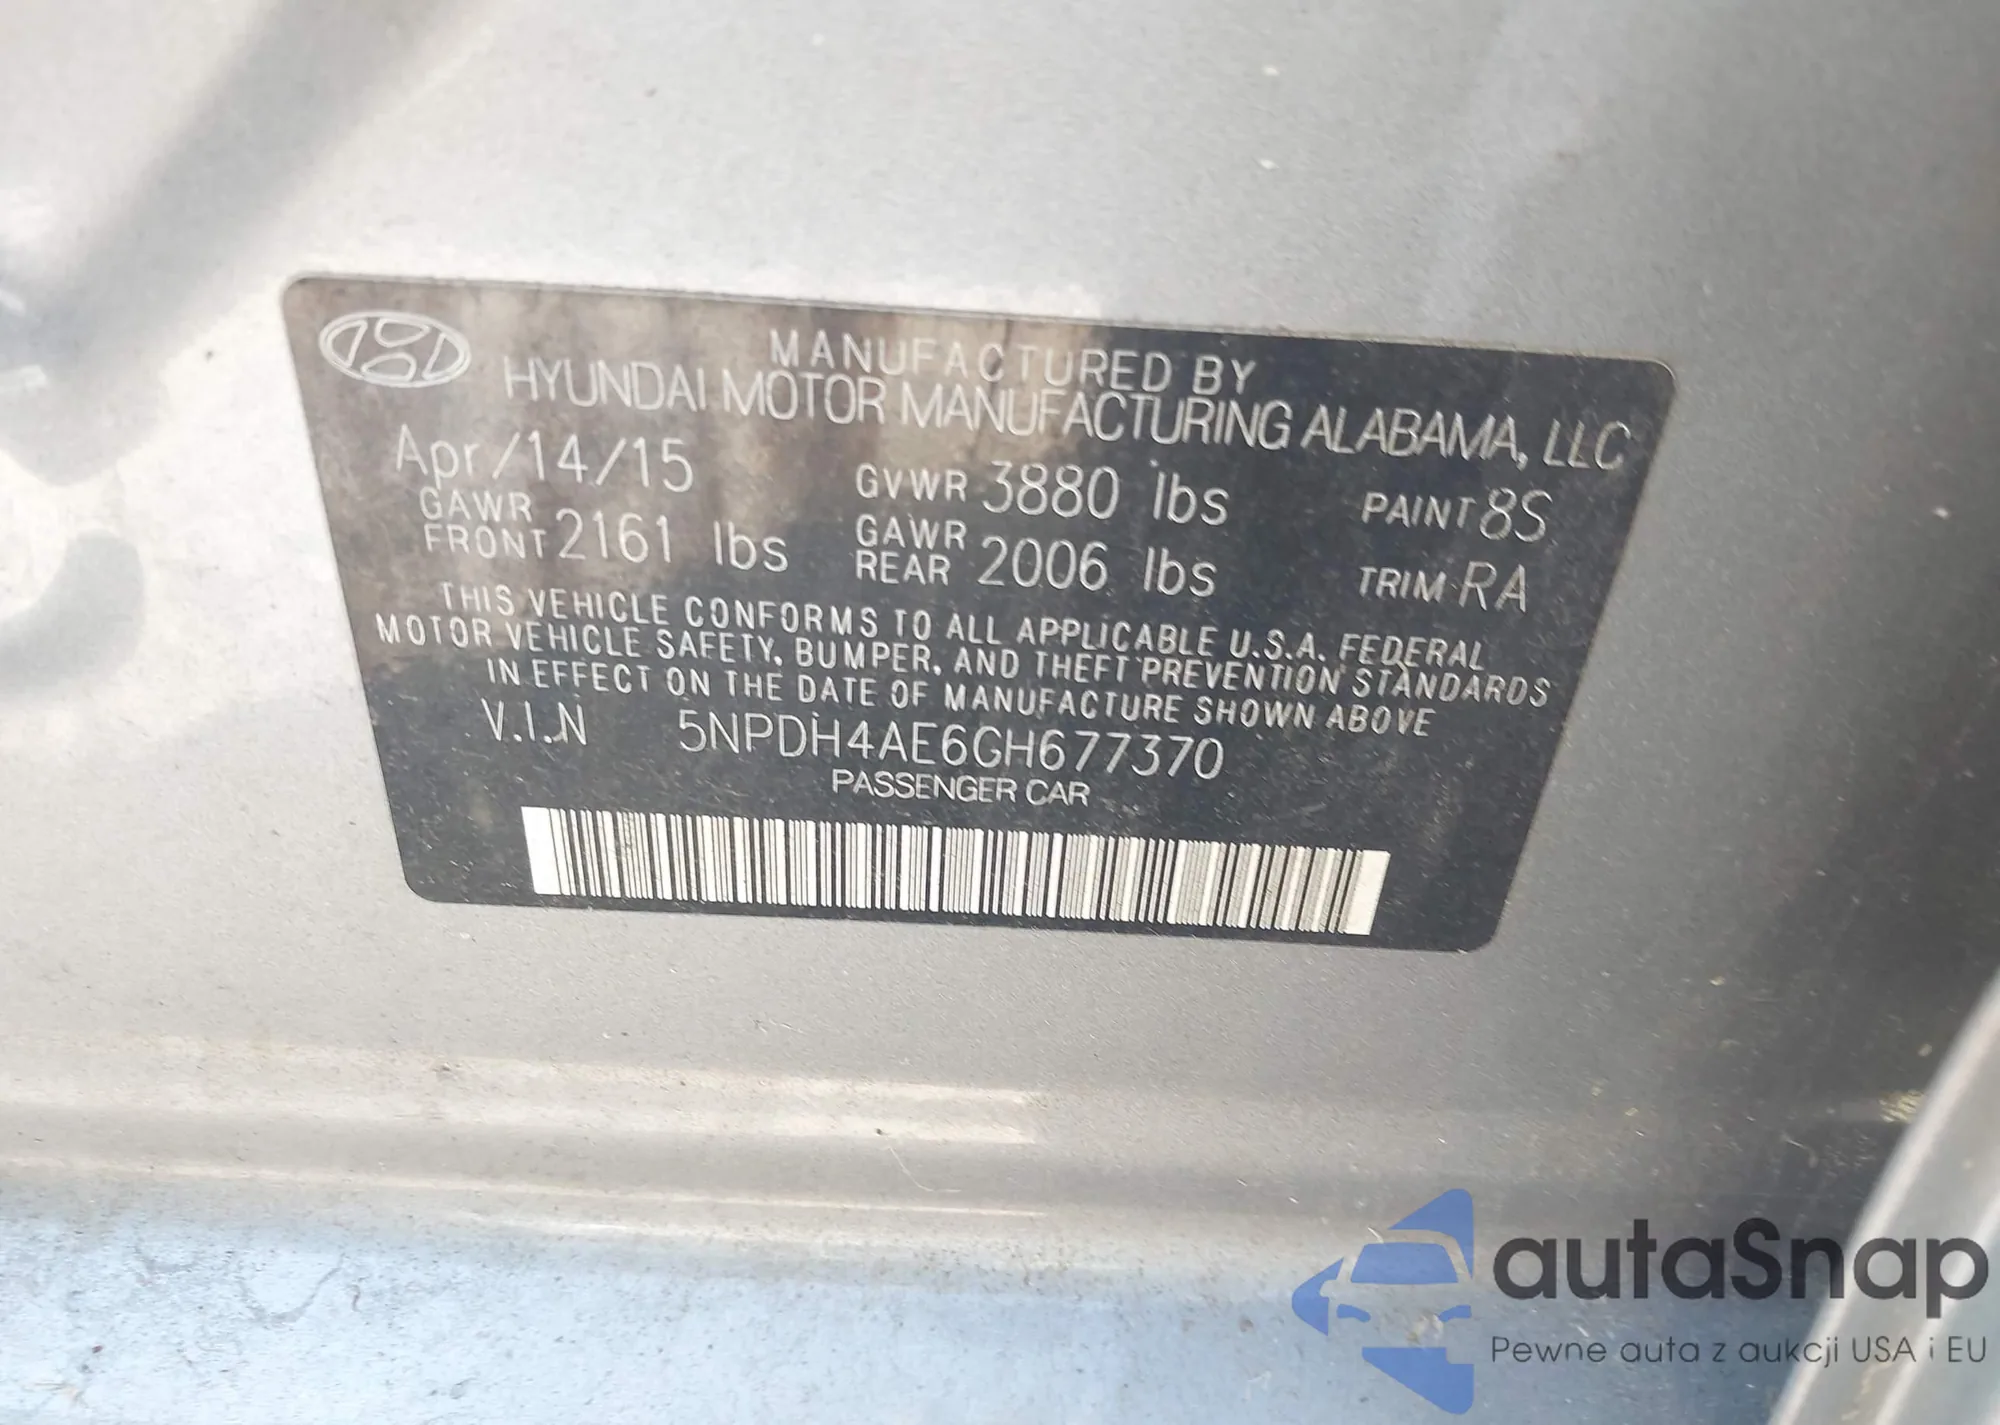 MANUFACTURED BY
HYUNDAI MOTOR MANUFACTURING ALABAMA, LLC
Apr/14/15 GVWR 3880 lbs PAINT 8S
GAWR FRONT 2161 lbs GAWR REAR 2006 lbs TRIM RA
THIS VEHICLE CONFORMS TO ALL APPLICABLE U.S.A. FEDERAL
MOTOR VEHICLE SAFETY, BUMPER, AND THEFT PREVENTION STANDARDS
IN EFFECT ON THE DATE OF MANUFACTURE SHOWN ABOVE
V.I.N 5NPDH4AE6GH677370
PASSENGER CAR
autaSnap
Pewne auta z aukcji USA i EU